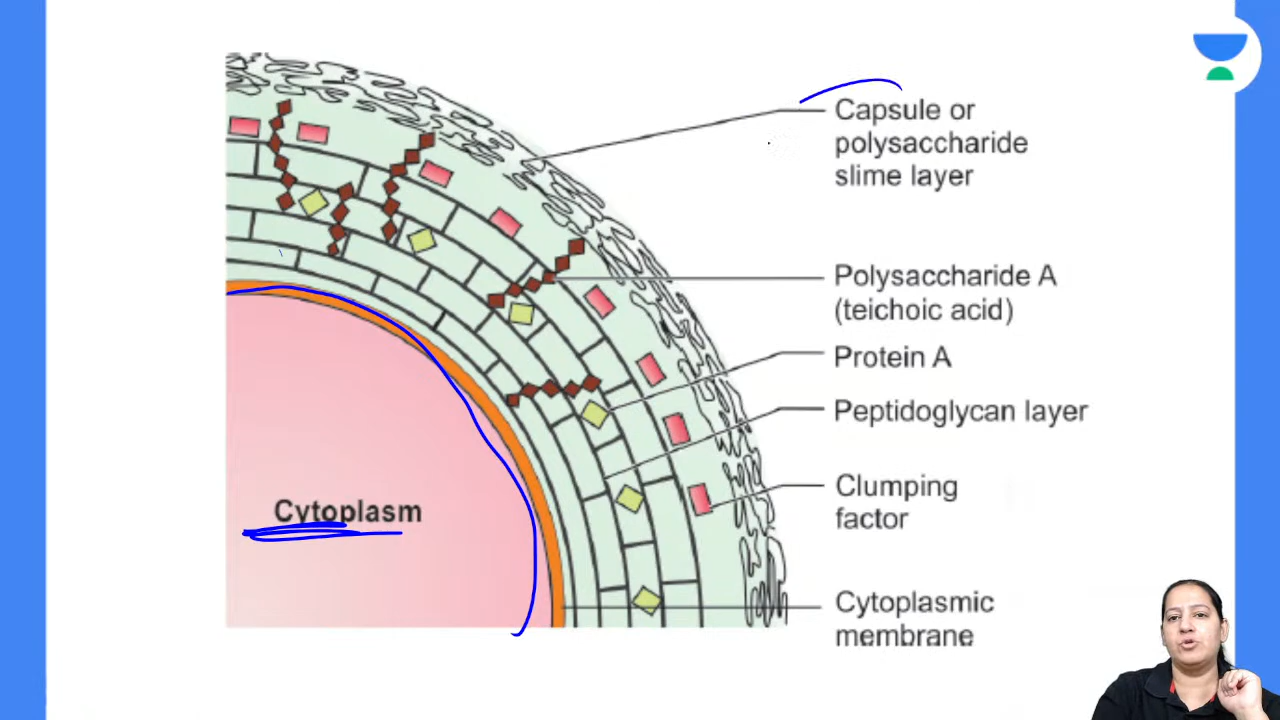 Capsule or
polysaccharide
slime layer
Polysaccharide A
(teichoic acid)
Protein A
Peptidoglycan layer
Clumping
factor
Cytoplasm
Cytoplasmic
membrane